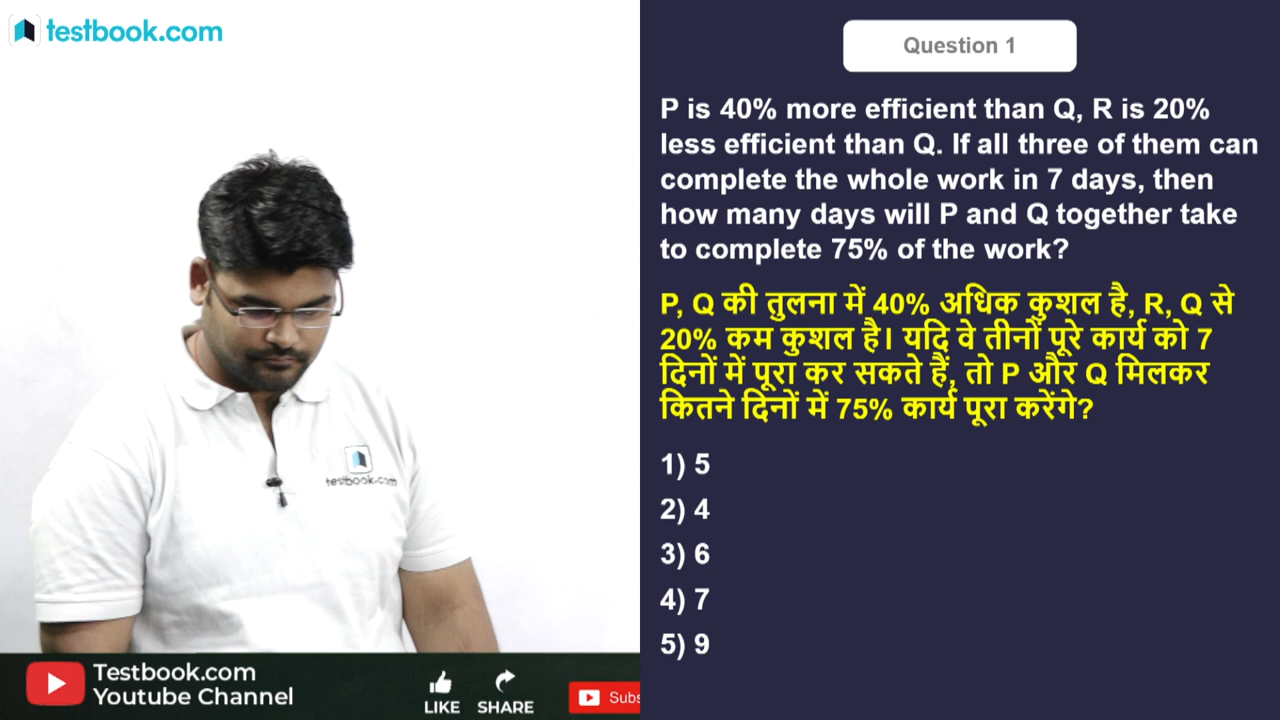 testbook.com
Question 1
P is 40% more efficient than Q, R is 20%
less efficient than Q. If all three of them can
complete the whole work in 7 days, then
how many days will P and Q together take
to complete 75% of the work?
P, Q की तुलना में 40% अधिक कुशल है, R, Q से
20% कम कुशल है। यदि वे तीनों पूरे कार्य को 7
दिनों में पूरा कर सकते हैं, तो P और Q मिलकर
कितने दिनों में 75% कार्य पूरा करेंगे?
1) 5
2) 4
3) 6
4) 7
5) 9
testbook.com
Testbook.com
Youtube Channel
LIKE
SHARE
Subs